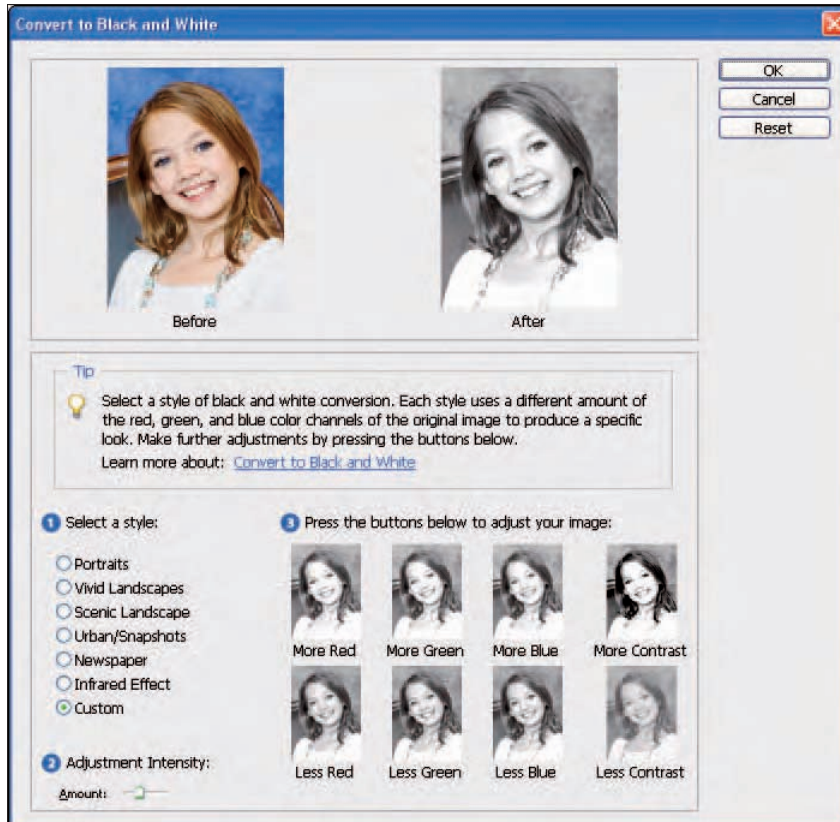 Convert to Black and White
OK
Cancel
Reset
Before
After
Tip
Select a style of black and white conversion. Each style uses a different amount of
the red, green, and blue color channels of the original image to produce a specific
look. Make further adjustments by pressing the buttons below.
Learn more about: Convert to Black and White
1 Select a style:
Portraits
Vivid Landscapes
Scenic Landscape
Urban/Snapshots
Newspaper
Infrared Effect
Custom
2 Adjustment Intensity:
Amount:
3 Press the buttons below to adjust your image:
More Red More Green More Blue More Contrast
Less Red Less Green Less Blue Less Contrast